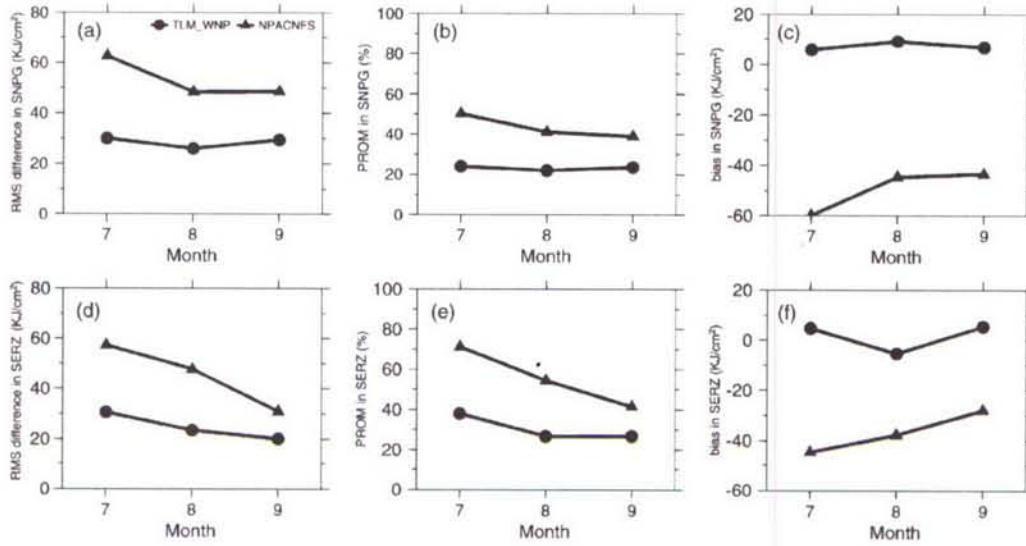 (a)
TLM_WNP
NPACNFS
RMS difference in SNPG (KJ/cm²)
80
60
40
20
0
7 8 9
Month
(b)
PROM in SNPG (%)
100
80
60
40
20
0
7 8 9
Month
(c)
bias in SNPG (KJ/cm²)
20
0
-20
-40
-60
7 8 9
Month
(d)
RMS difference in SERZ (KJ/cm²)
80
60
40
20
0
7 8 9
Month
(e)
PROM in SERZ (%)
100
80
60
40
20
0
7 8 9
Month
(f)
bias in SERZ (KJ/cm²)
20
0
-20
-40
-60
7 8 9
Month